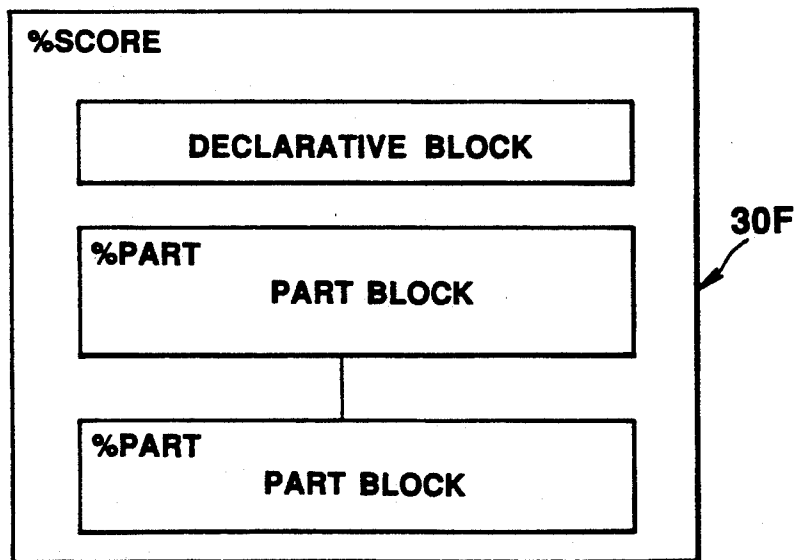 %SCORE
DECLARATIVE BLOCK
30F
%PART
PART BLOCK
%PART
PART BLOCK